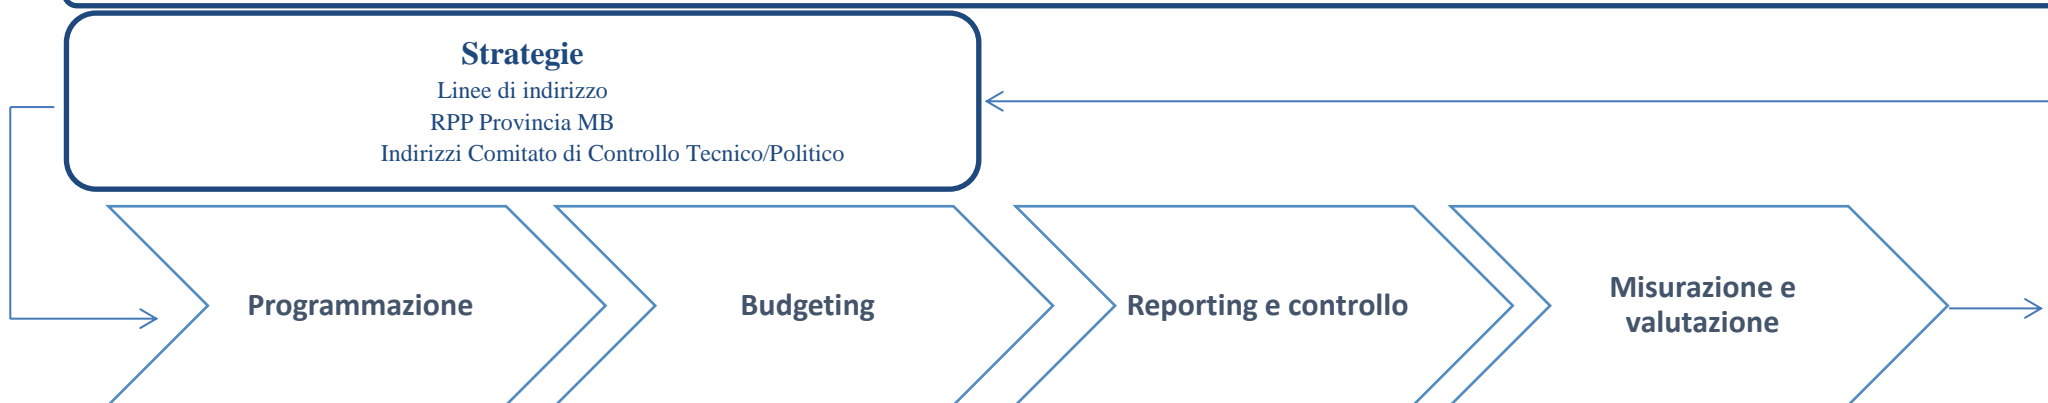 Strategie
Linee di indirizzo
RPP Provincia MB
Indirizzi Comitato di Controllo Tecnico/Politico
Programmazione
Budgeting
Reporting e controllo
Misurazione e
valutazione